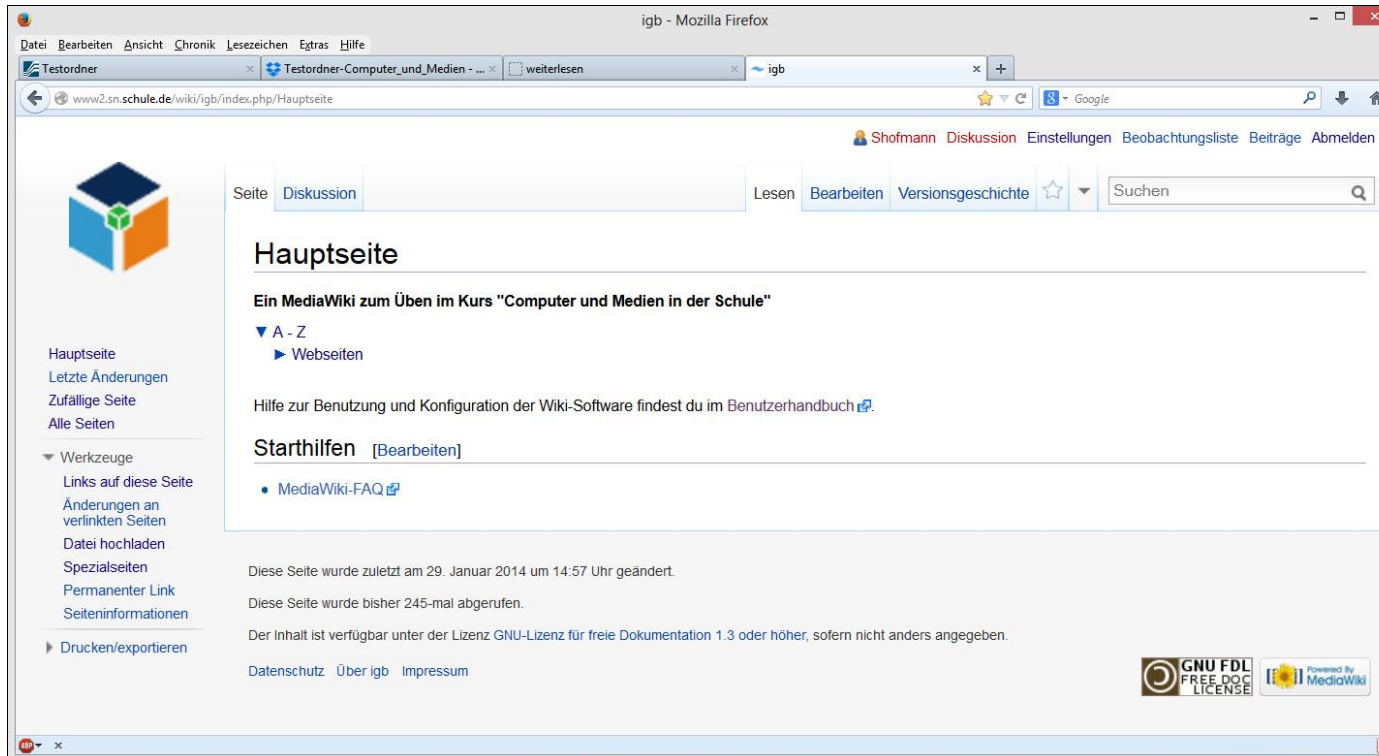 igb - Mozilla Firefox
Datei Bearbeiten Ansicht Chronik Lesezeichen Extras Hilfe
Testordner Testordner-Computer_und_Medien - ... weiterlesen igb
www2.sn.schule.de/wiki/igb/index.php/Hauptseite Google
Shofmann Diskussion Einstellungen Beobachtungsliste Beiträge Abmelden
Seite Diskussion Lesen Bearbeiten Versionsgeschichte Suchen
Hauptseite
Ein MediaWiki zum Üben im Kurs "Computer und Medien in der Schule"
A - Z
Webseiten
Hilfe zur Benutzung und Konfiguration der Wiki-Software findest du im Benutzerhandbuch.
Starthilfen [Bearbeiten]
MediaWiki-FAQ
Hauptseite
Letzte Änderungen
Zufällige Seite
Alle Seiten
Werkzeuge
Links auf diese Seite
Änderungen an
verlinkten Seiten
Datei hochladen
Spezialseiten
Permanenter Link
Seiteninformationen
Drucken/exportieren
Diese Seite wurde zuletzt am 29. Januar 2014 um 14:57 Uhr geändert.
Diese Seite wurde bisher 245-mal abgerufen.
Der Inhalt ist verfügbar unter der Lizenz GNU-Lizenz für freie Dokumentation 1.3 oder höher, sofern nicht anders angegeben.
Datenschutz Über igb Impressum
GNU FDL
FREE DOC
LICENSE
Powered By
MediaWiki
ABP